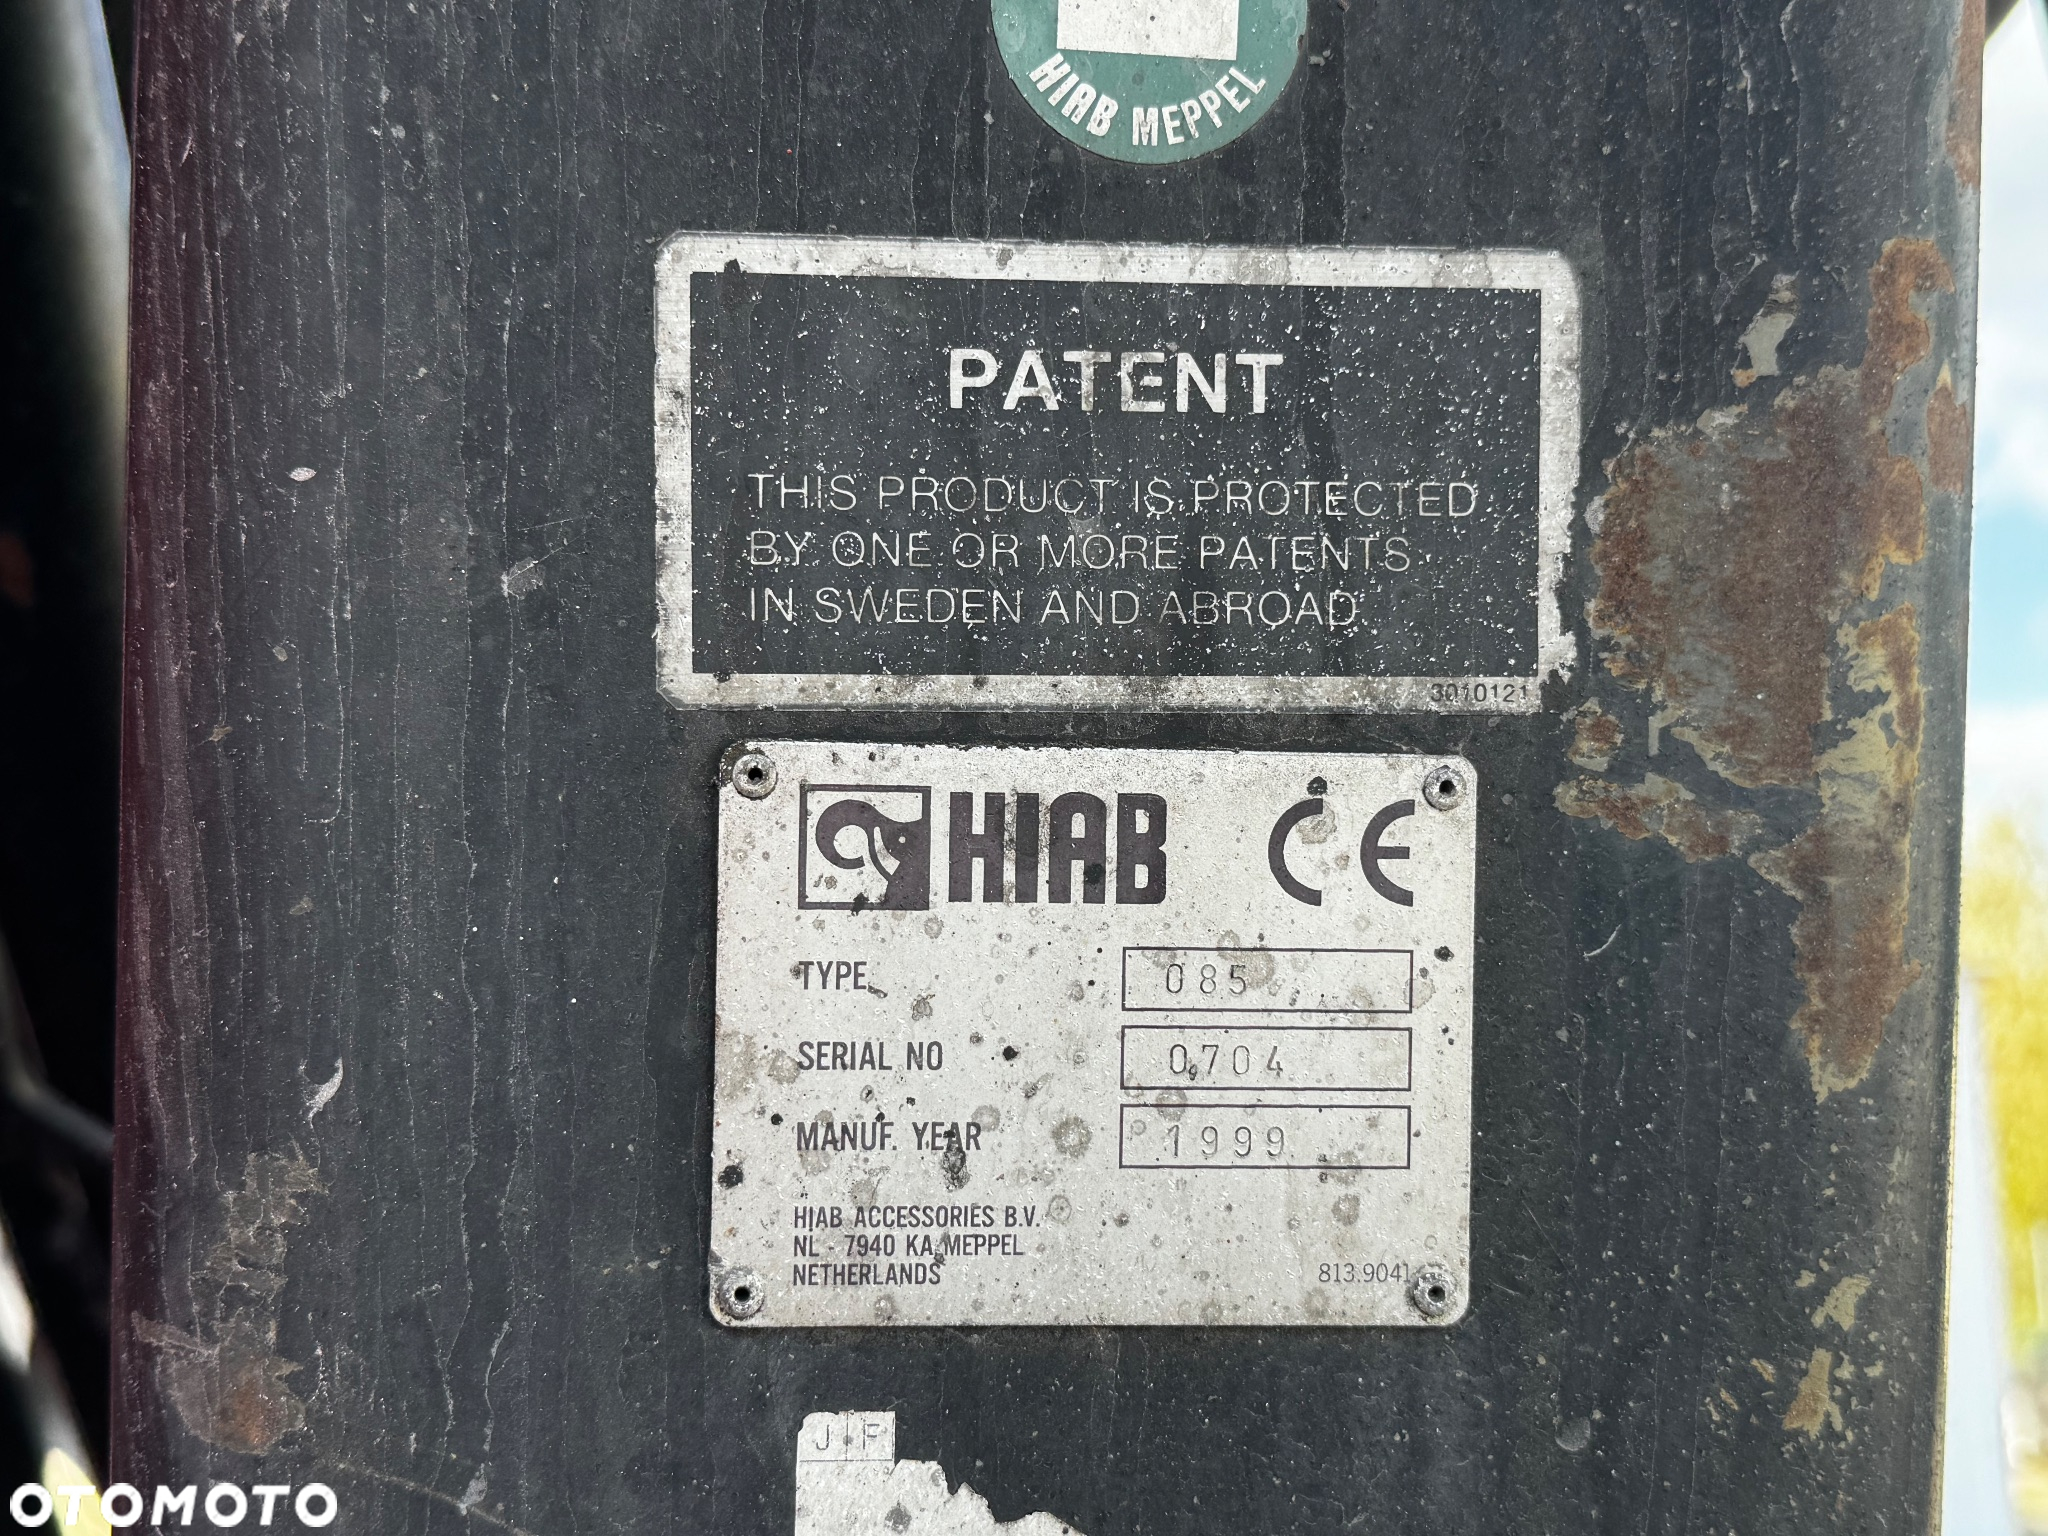 HIAB MEPPEL
PATENT
THIS PRODUCT IS PROTECTED
BY ONE OR MORE PATENTS
IN SWEDEN AND ABROAD.
3010121
HIAB CE
TYPE 085
SERIAL NO 0704
MANUF. YEAR 1999
HIAB ACCESSORIES B.V.
NL - 7940 KA MEPPEL
NETHERLANDS
813.9041
J F
OTOMOTO